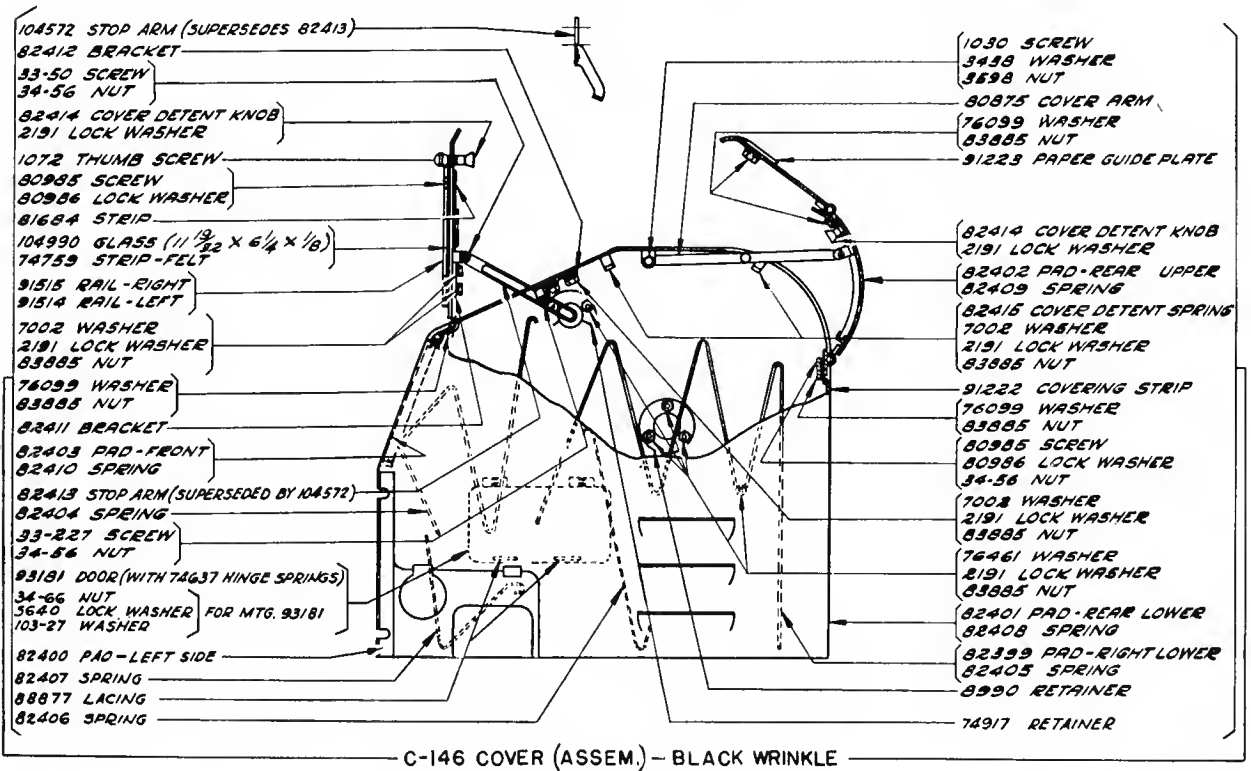 104572 STOP ARM (SUPERSEDES 82413)
82412 BRACKET
33-50 SCREW
34-56 NUT
82414 COVER DETENT KNOB
2191 LOCK WASHER
1072 THUMB SCREW
80985 SCREW
80986 LOCK WASHER
81684 STRIP
104990 GLASS (11 19/32 X 6 1/4 X 1/8)
74759 STRIP-FELT
91515 RAIL-RIGHT
91514 RAIL-LEFT
7002 WASHER
2191 LOCK WASHER
83885 NUT
76099 WASHER
83885 NUT
82411 BRACKET
82403 PAD-FRONT
82410 SPRING
82413 STOP ARM (SUPERSEDED BY 104572)
82404 SPRING
33-227 SCREW
34-56 NUT
93181 DOOR (WITH 74637 HINGE SPRINGS)
34-66 NUT
3640 LOCK WASHER
103-27 WASHER
FOR MTG. 93181
82400 PAD-LEFT SIDE
82407 SPRING
88877 LACING
82406 SPRING
1030 SCREW
3438 WASHER
3598 NUT
80875 COVER ARM
76099 WASHER
83885 NUT
91223 PAPER GUIDE PLATE
82414 COVER DETENT KNOB
2191 LOCK WASHER
82402 PAD-REAR UPPER
82409 SPRING
82415 COVER DETENT SPRING
7002 WASHER
2191 LOCK WASHER
83885 NUT
91222 COVERING STRIP
76099 WASHER
83885 NUT
80985 SCREW
80986 LOCK WASHER
34-56 NUT
7002 WASHER
2191 LOCK WASHER
83885 NUT
76461 WASHER
2191 LOCK WASHER
83885 NUT
82401 PAD-REAR LOWER
82408 SPRING
82399 PAD-RIGHT LOWER
82405 SPRING
8990 RETAINER
74917 RETAINER
C-146 COVER (ASSEM.) - BLACK WRINKLE